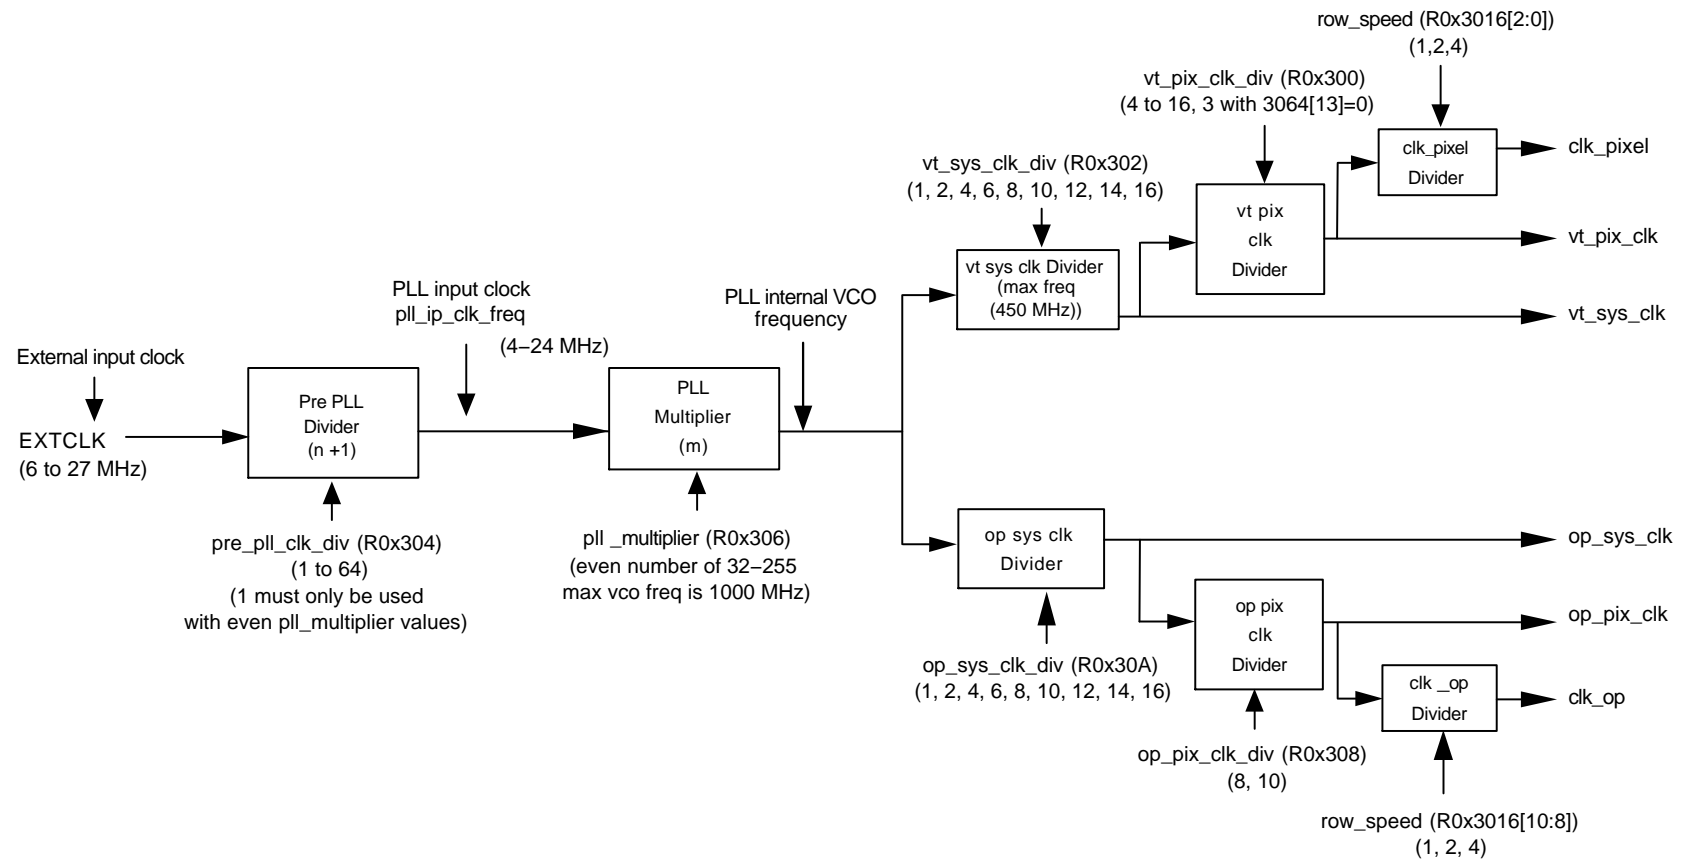 row_speed (R0x3016[2:0])
(1,2,4)
vt_pix_clk_div (R0x300)
(4 to 16, 3 with 3064[13]=0)
clk_pixel
Divider
clk_pixel
vt_sys_clk_div (R0x302)
(1, 2, 4, 6, 8, 10, 12, 14, 16)
vt pix
clk
Divider
vt_pix_clk
vt sys clk Divider
(max freq
(450 MHz))
vt_sys_clk
PLL input clock
pll_ip_clk_freq
(4–24 MHz)
PLL internal VCO
frequency
External input clock
EXTCLK
(6 to 27 MHz)
Pre PLL
Divider
(n +1)
PLL
Multiplier
(m)
pre_pll_clk_div (R0x304)
(1 to 64)
(1 must only be used
with even pll_multiplier values)
pll _multiplier (R0x306)
(even number of 32–255
max vco freq is 1000 MHz)
op sys clk
Divider
op_sys_clk
op pix
clk
Divider
op_pix_clk
op_sys_clk_div (R0x30A)
(1, 2, 4, 6, 8, 10, 12, 14, 16)
clk _op
Divider
clk_op
op_pix_clk_div (R0x308)
(8, 10)
row_speed (R0x3016[10:8])
(1, 2, 4)